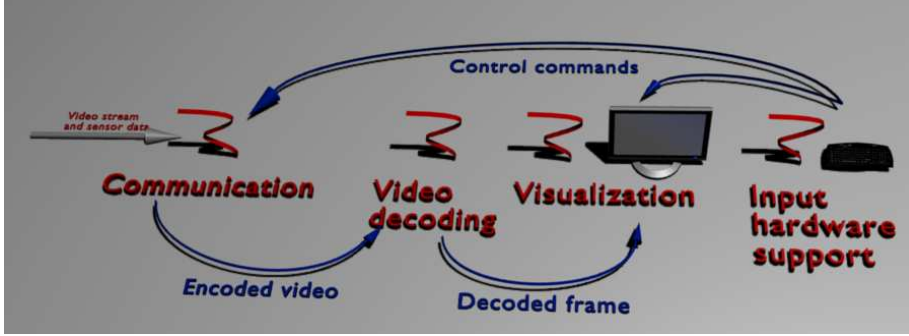 Control commands
Video stream
and sensor data
Communication
Video
decoding
Visualization
Input
hardware
support
Encoded video
Decoded frame